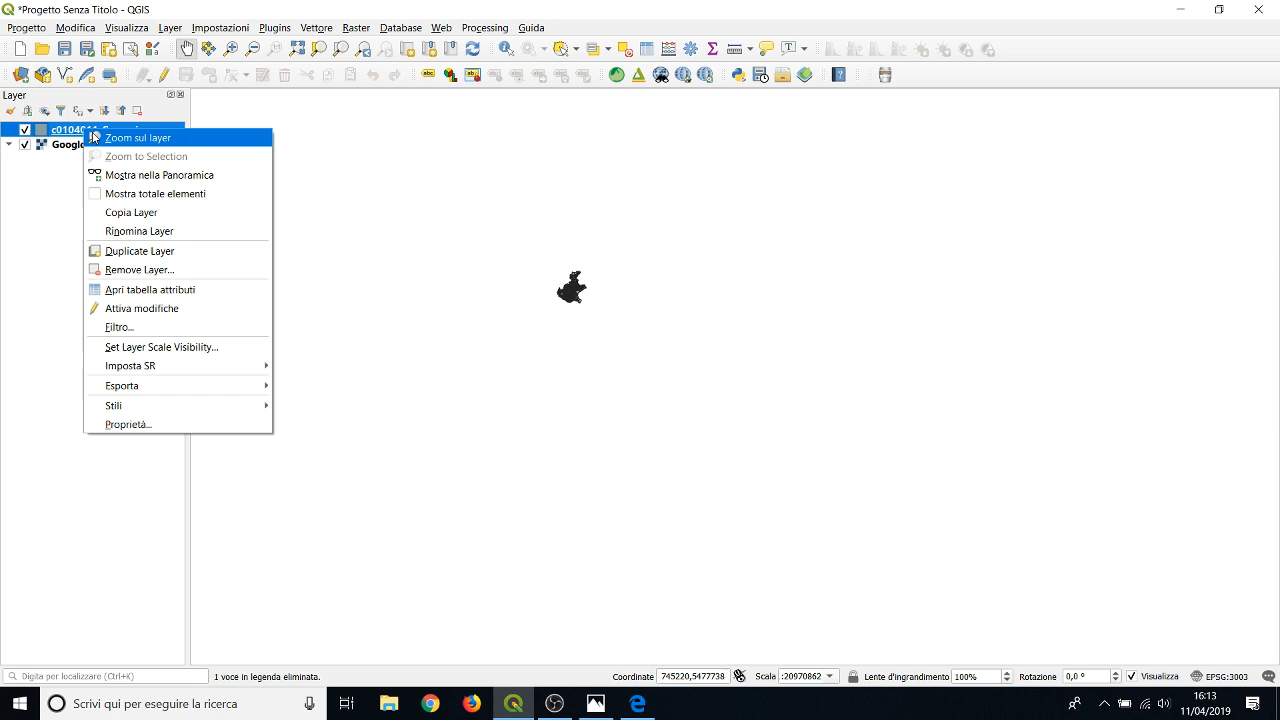 *Progetto Senza Titolo - QGIS
Progetto Modifica Visualizza Layer Impostazioni Plugins Vettore Raster Database Web Processing Guida
Layer
Zoom sul layer
Zoom to Selection
Mostra nella Panoramica
Mostra totale elementi
Copia Layer
Rinomina Layer
Duplicate Layer
Remove Layer...
Apri tabella attributi
Attiva modifiche
Filtro...
Set Layer Scale Visibility...
Imposta SR
Esporta
Stili
Proprietà...
Digita per localizzare (Ctrl+K) 1 voce in legenda eliminata. Coordinate 745220,5477738 Scala :20970862 Lente d'ingrandimento 100% Rotazione 0,0 ° Visualizza EPSG:3003
Scrivi qui per eseguire la ricerca
16:13
11/04/2019